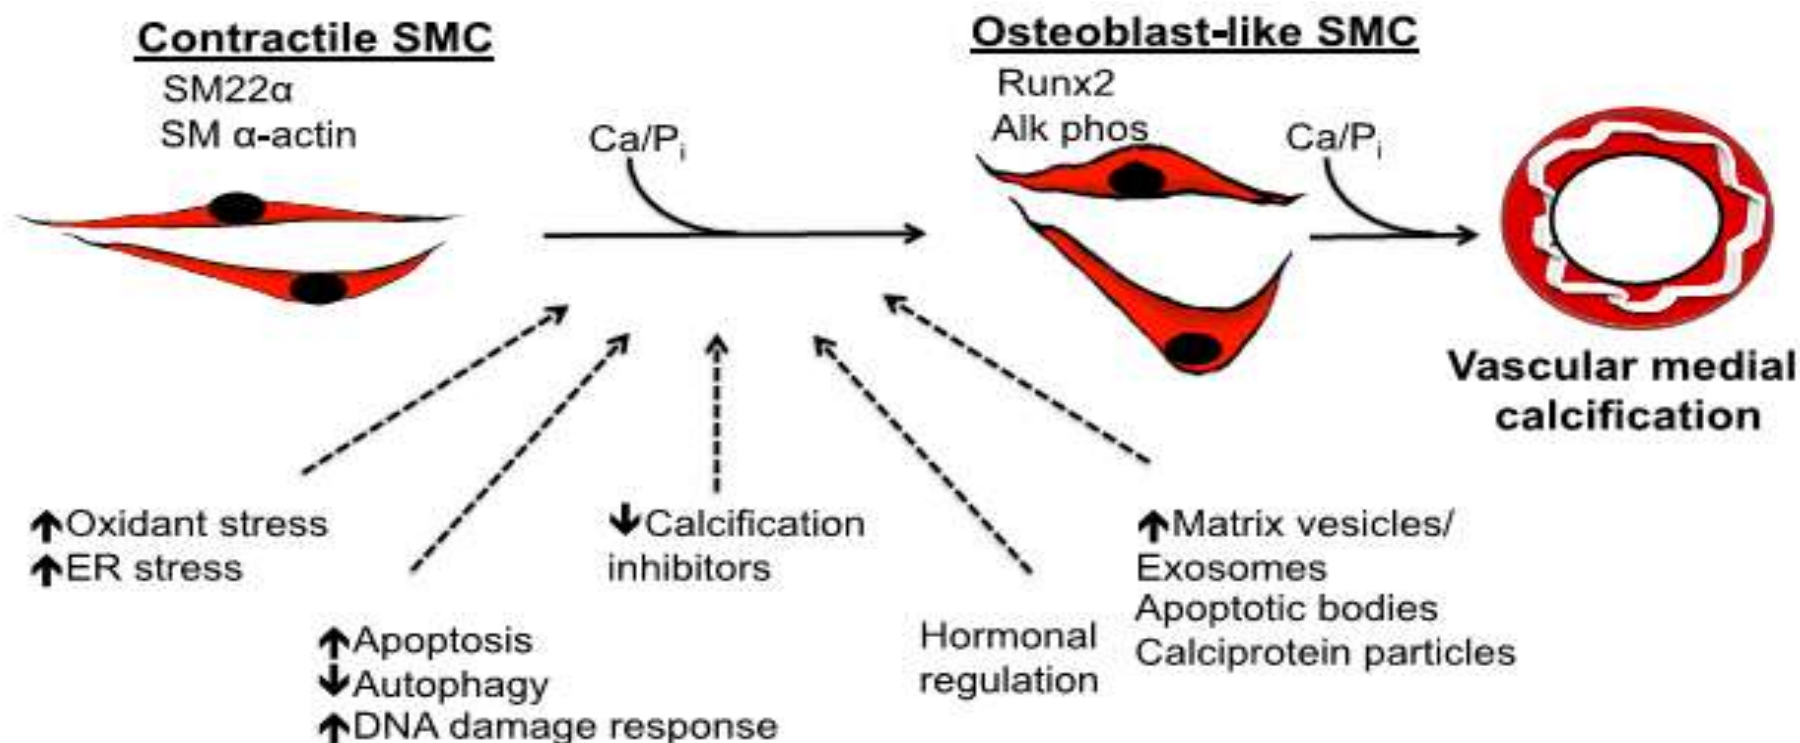 Contractile SMC
SM22α
SM α-actin
Ca/Pi
Osteoblast-like SMC
Runx2
Alk phos
Ca/Pi
Vascular medial
calcification
↑Oxidant stress
↑ER stress
↑Apoptosis
↓Autophagy
↑DNA damage response
↓Calcification
inhibitors
Hormonal
regulation
↑Matrix vesicles/
Exosomes
Apoptotic bodies
Calciprotein particles